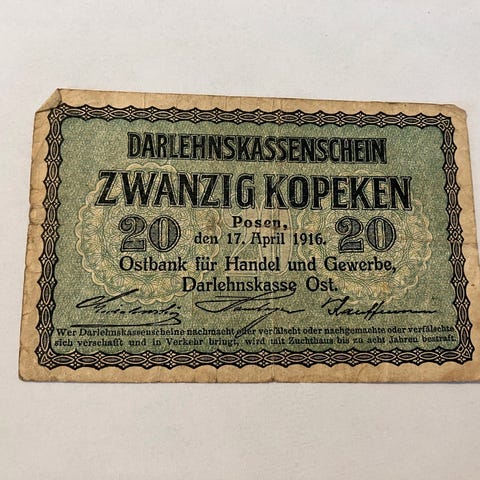 DARLEHNSKASSENSCHEIN
ZWANZIG KOPEKEN
20 Posen, 20
den 17. April 1916.
Ostbank für Handel und Gewerbe,
Darlehnskasse Ost.
Kauffmann
Wer Darlehnskassenscheine nachmacht oder verfälscht oder nachgemachte oder verfälschte
sich verschafft und in Verkehr bringt, wird mit Zuchthaus bis zu acht Jahren bestraft.